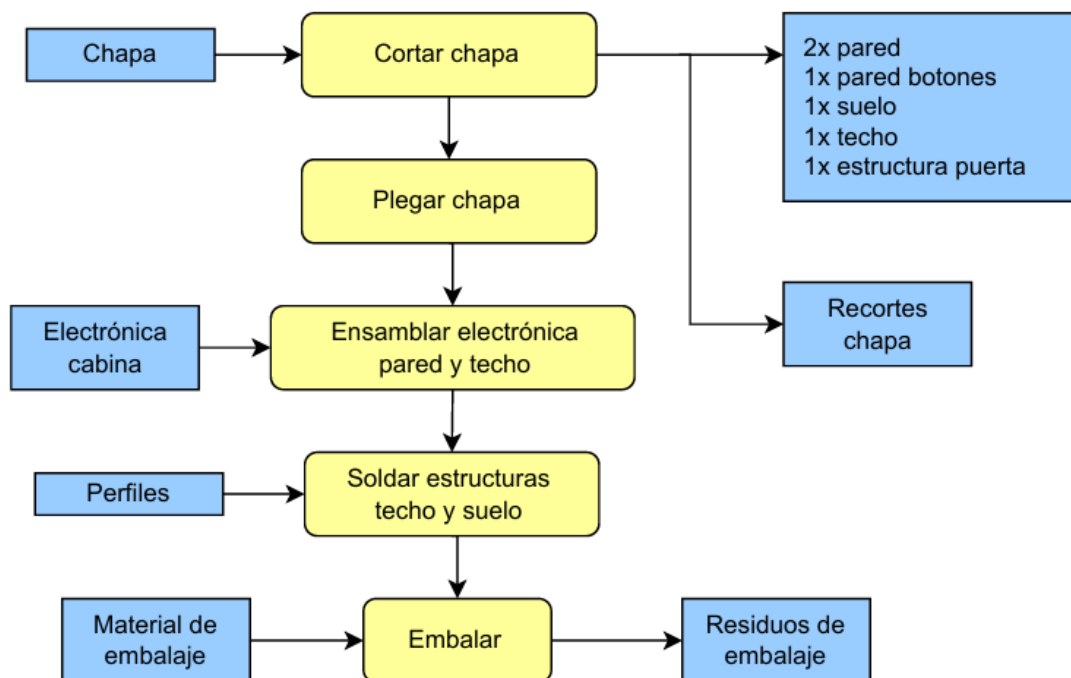 Chapa
Cortar chapa
2x pared
1x pared botones
1x suelo
1x techo
1x estructura puerta
Plegar chapa
Electrónica
cabina
Ensamblar electrónica
pared y techo
Recortes
chapa
Perfiles
Soldar estructuras
techo y suelo
Material de
embalaje
Embalar
Residuos de
embalaje